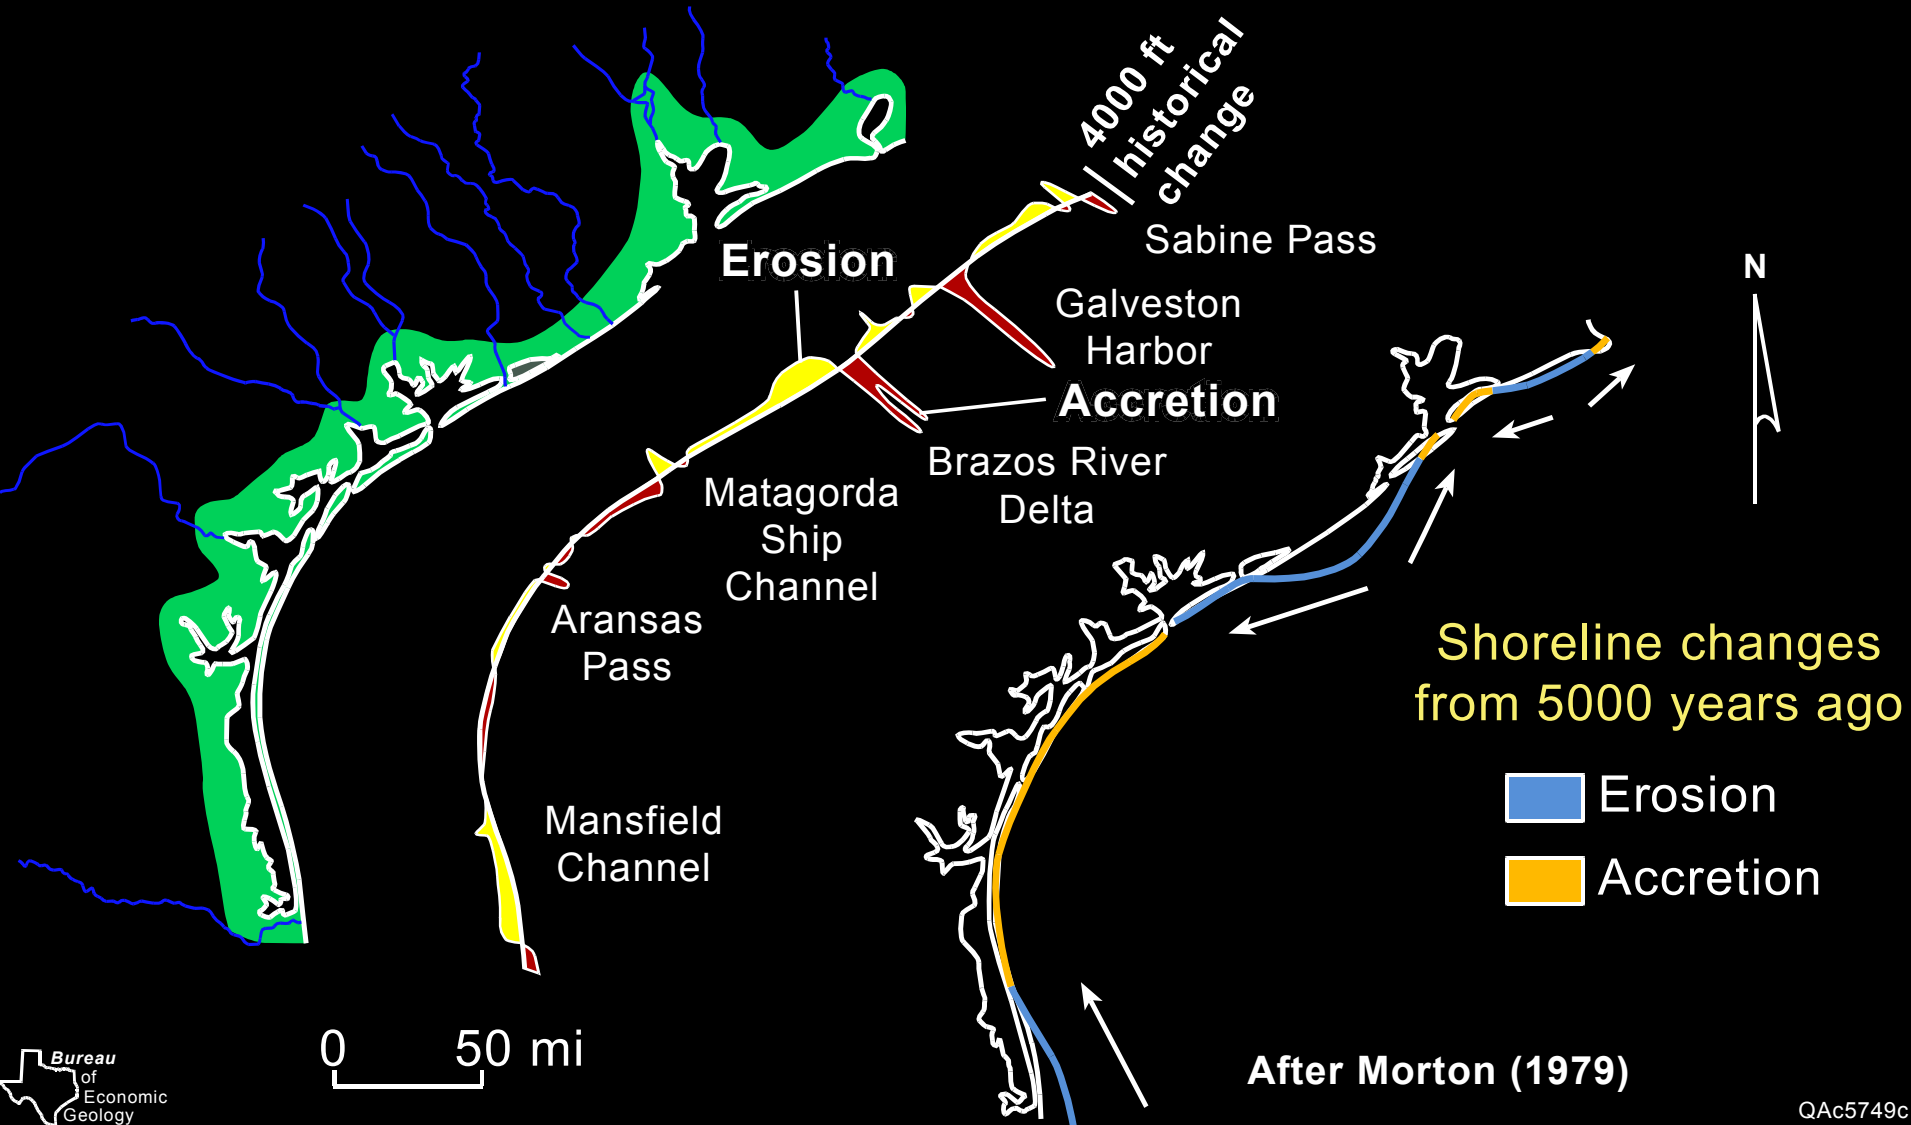 4000 ft
historical
change
Sabine Pass
Erosion
Galveston
Harbor
Accretion
Brazos River
Delta
Matagorda
Ship
Channel
Aransas
Pass
Mansfield
Channel
N
Shoreline changes
from 5000 years ago
Erosion
Accretion
0 50 mi
After Morton (1979)
Bureau
of
Economic
Geology
QAc5749c